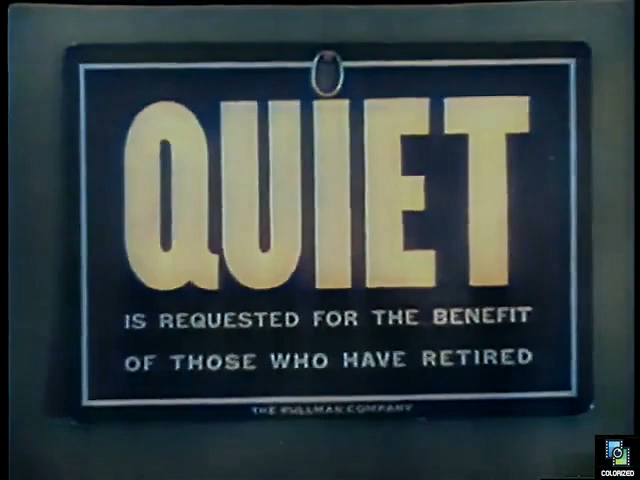 QUIET
IS REQUESTED FOR THE BENEFIT
OF THOSE WHO HAVE RETIRED
THE PULLMAN COMPANY
COLORIZED